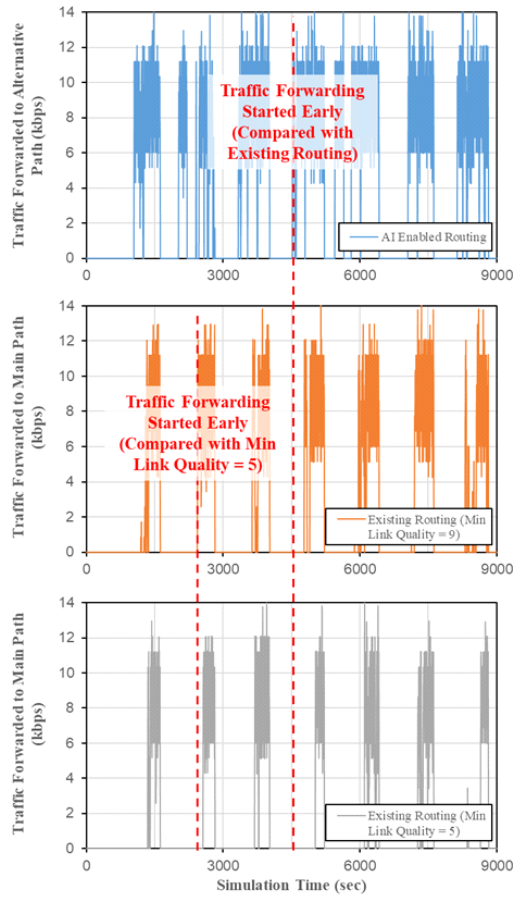 Traffic Forwarded to Alternative
Path (kbps)
14
12
10
8
6
4
2
0
Traffic Forwarding
Started Early
(Compared with
Existing Routing)
AI Enabled Routing
0
3000
6000
9000
Traffic Forwarded to Main Path
(kbps)
14
12
10
8
6
4
2
0
Traffic Forwarding
Started Early
(Compared with Min
Link Quality = 5)
Existing Routing (Min
Link Quality = 9)
0
3000
6000
9000
Traffic Forwarded to Main Path
(kbps)
14
12
10
8
6
4
2
0
Existing Routing (Min
Link Quality = 5)
0
3000
6000
9000
Simulation Time (sec)